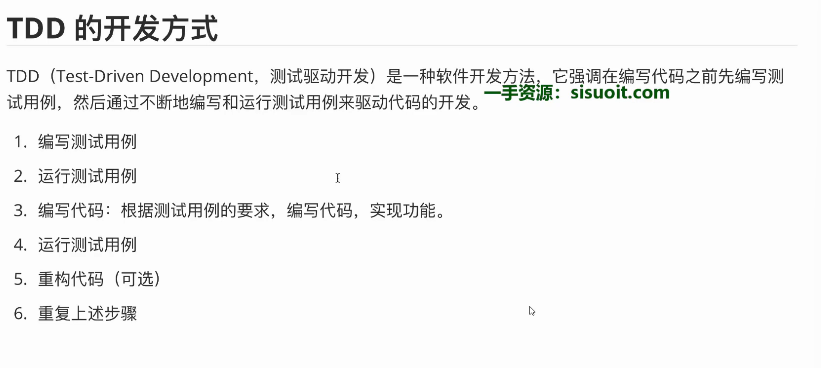 TDD 的开发方式
TDD（Test-Driven Development，测试驱动开发）是一种软件开发方法，它强调在编写代码之前先编写测
试用例，然后通过不断地编写和运行测试用例来驱动代码的开发。
一手资源：sisuoit.com
1. 编写测试用例
2. 运行测试用例
3. 编写代码：根据测试用例的要求，编写代码，实现功能。
4. 运行测试用例
5. 重构代码（可选）
6. 重复上述步骤